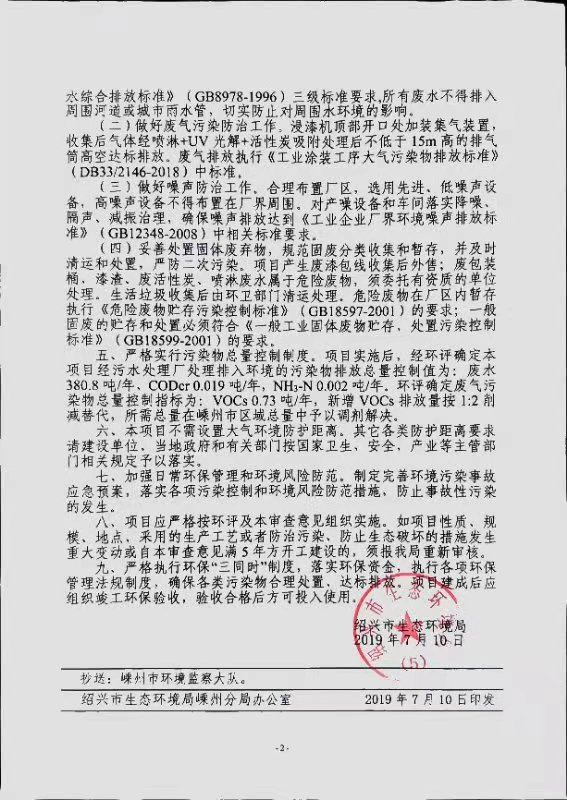 水综合排放标准》（GB8978-1996）三级标准要求,所有废水不得排入
周围河道或城市雨水管，切实防止对周围水环境的影响。
（二）做好废气污染防治工作。浸漆机顶部开口处加装集气装置，
收集后气体经喷淋+UV 光解+活性炭吸附处理后不低于 15m 高的排气
筒高空达标排放。废气排放执行《工业涂装工序大气污染物排放标准》
（DB33/2146-2018）中标准。
（三）做好噪声防治工作。合理布置厂区，选用先进、低噪声设
备，高噪声设备不得布置在厂界周围。对产噪设备和车间落实降噪、
隔声、减振治理，确保噪声排放达到《工业企业厂界环境噪声排放标
准》（GB12348-2008）中相关标准要求。
（四）妥善处置固体废弃物，规范固废分类收集和暂存，并及时
清运和处置，严防二次污染。项目产生废漆包线收集后外售；废包装
桶，漆渣、废活性炭、喷淋废水属于危险废物，须委托有资质的单位
处理。生活垃圾收集后由环卫部门清运处理。危险废物在厂区内暂存
执行《危险废物贮存污染控制标准》（GB18597-2001）的要求；一般
固废的贮存和处置必须符合《一般工业固体废物贮存、处置污染控制
标准》（GB18599-2001）的要求。
五、严格实行污染物总量控制制度。项目实施后，经环评确定本
项目经污水处理厂处理排入环境的污染物排放总量控制值为：废水
380.8 吨/年、CODcr 0.019 吨/年，NH₃-N 0.002 吨/年。环评确定废气污
染物总量控制指标为：VOCs 0.73 吨/年，新增 VOCs 排放量按 1:2 削
减替代，所需总量在嵊州市区域总量中予以调剂解决。
六、本项目不需设置大气环境防护距离。其它各类防护距离要求
请建设单位，当地政府和有关部门按国家卫生、安全，产业等主管部
门相关规定予以落实。
七、加强日常环保管理和环境风险防范。制定完善环境污染事故
应急预案，落实各项污染控制和环境风险防范措施，防止事故性污染
的发生。
八、项目应严格按环评及本审查意见组织实施。如项目性质、规
模、地点、采用的生产工艺或者防治污染、防止生态破坏的措施发生
重大变动或自本审查意见满 5 年方开工建设的，须报我局重新审核。
九、严格执行环保“三同时”制度，落实环保资金，执行各项环保
管理法规制度，确保各类污染物合理处置、达标排放。项目建成后应
组织竣工环保验收，验收合格后方可投入使用。
绍兴市生态环境局
2019 年 7 月 10 日
（5）
抄送：嵊州市环境监察大队。
绍兴市生态环境局嵊州分局办公室 2019 年 7 月 10 日印发
-2-